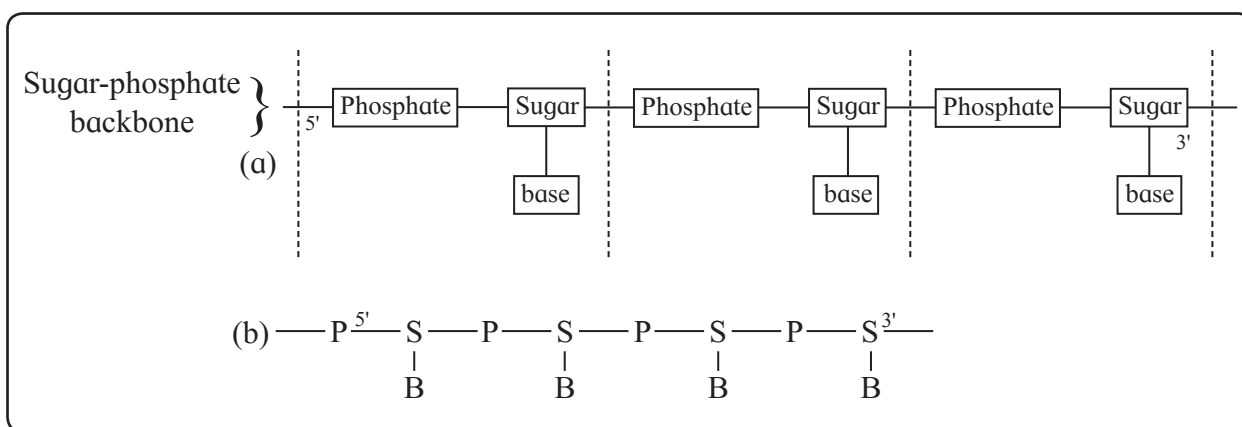 Sugar-phosphate
backbone
5' Phosphate Sugar Phosphate Sugar Phosphate Sugar 3'
(a)
base base base
(b) P 5' S P S P S P S 3'
B B B B